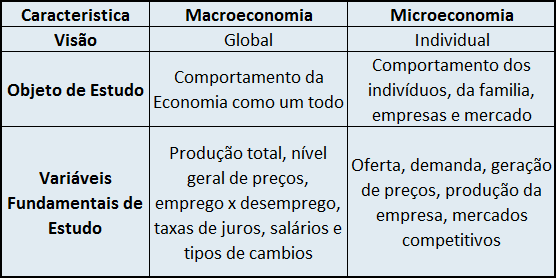 Caracteristica Macroeconomia Microeconomia
Visão Global Individual
Objeto de Estudo
Comportamento da
Economia como um todo
Comportamento dos
indivíduos, da familia,
empresas e mercado
Variáveis
Fundamentais de
Estudo
Produção total, nível
geral de preços,
emprego x desemprego,
taxas de juros, salários e
tipos de cambios
Oferta, demanda, geração
de preços, produção da
empresa, mercados
competitivos